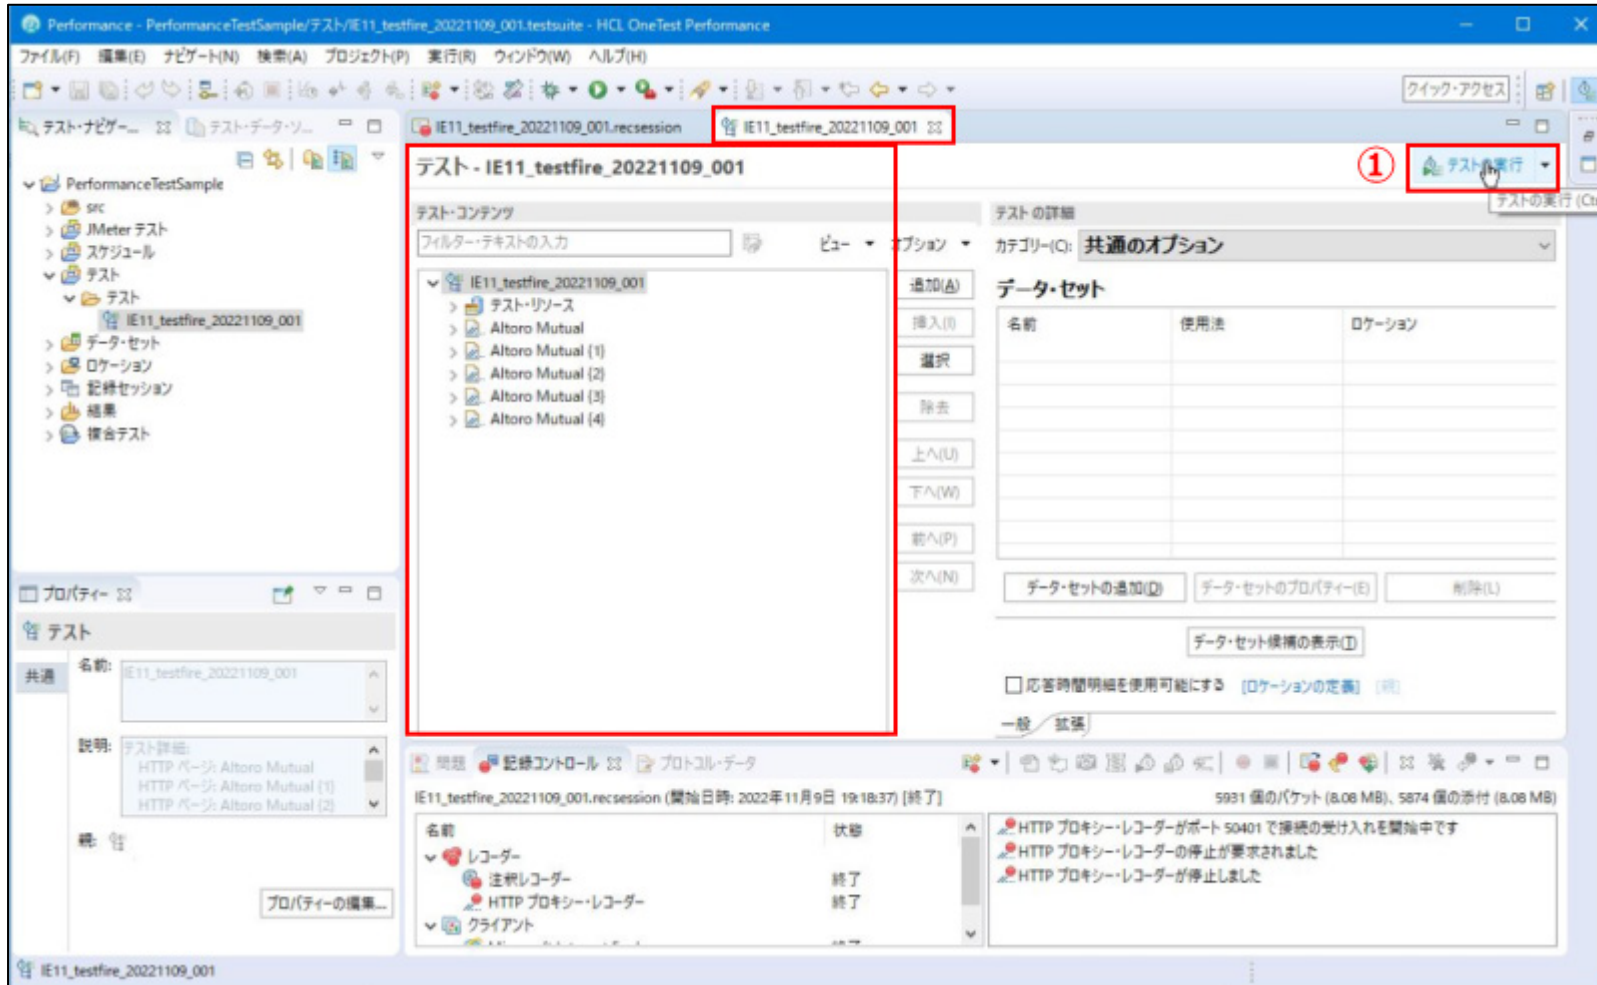 Performance - PerformanceTestSample/テスト/IE11_testfire_20221109_001.testsuite - HCL OneTest Performance
ファイル(F) 編集(E) ナビゲート(N) 検索(A) プロジェクト(P) 実行(R) ウィンドウ(W) ヘルプ(H)
クイック・アクセス
テスト・ナビゲー... テスト・データ・ソ...
PerformanceTestSample
src
JMeter テスト
スケジュール
テスト
テスト
IE11_testfire_20221109_001
データ・セット
ロケーション
記録セッション
結果
複合テスト
プロパティー
テスト
共通
名前: IE11_testfire_20221109_001
説明: テスト詳細:
HTTP ページ: Altoro Mutual
HTTP ページ: Altoro Mutual {1}
HTTP ページ: Altoro Mutual {2}
親:
プロパティーの編集...
IE11_testfire_20221109_001.recsession IE11_testfire_20221109_001
テスト - IE11_testfire_20221109_001
① テストの実行
テストの実行 (Ctr
テスト・コンテンツ
フィルター・テキストの入力 ビュー オプション
IE11_testfire_20221109_001
テスト・リソース
Altoro Mutual
Altoro Mutual {1}
Altoro Mutual {2}
Altoro Mutual {3}
Altoro Mutual {4}
追加(A)
挿入(I)
選択
除去
上へ(U)
下へ(W)
前へ(P)
次へ(N)
テストの詳細
カテゴリー(C): 共通のオプション
データ・セット
名前 使用法 ロケーション
データ・セットの追加(D) データ・セットのプロパティー(E) 削除(L)
データ・セット候補の表示(T)
応答時間明細を使用可能にする [ロケーションの定義] [親]
一般 拡張
問題 記録コントロール プロトコル・データ
IE11_testfire_20221109_001.recsession (開始日時: 2022年11月9日 19:18:37) [終了]
5931 個のパケット (8.08 MB)、5874 個の添付 (8.08 MB)
名前 状態
レコーダー
注釈レコーダー 終了
HTTP プロキシー・レコーダー 終了
クライアント
HTTP プロキシー・レコーダーがポート 50401 で接続の受け入れを開始中です
HTTP プロキシー・レコーダーの停止が要求されました
HTTP プロキシー・レコーダーが停止しました
IE11_testfire_20221109_001